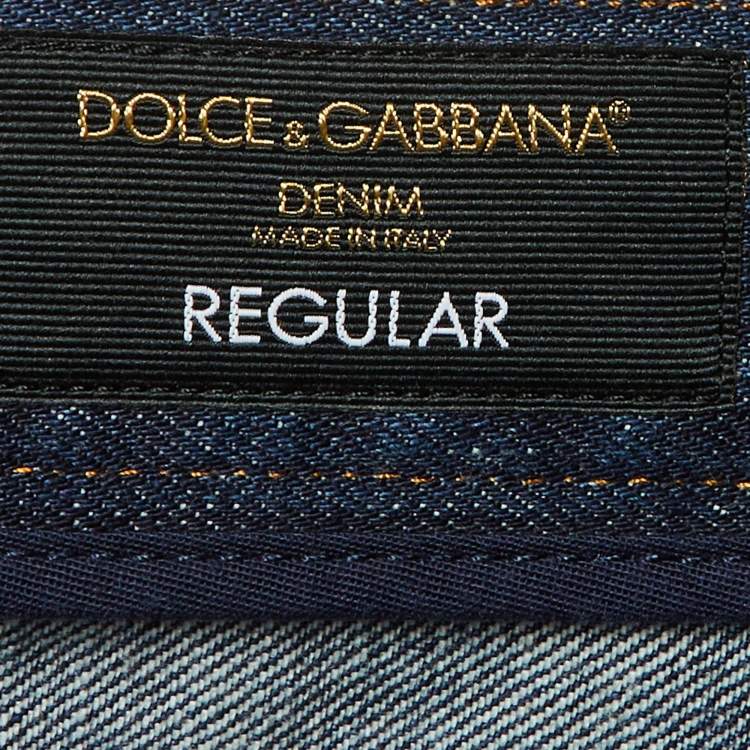 DOLCE & GABBANA®
DENIM
MADE IN ITALY
REGULAR